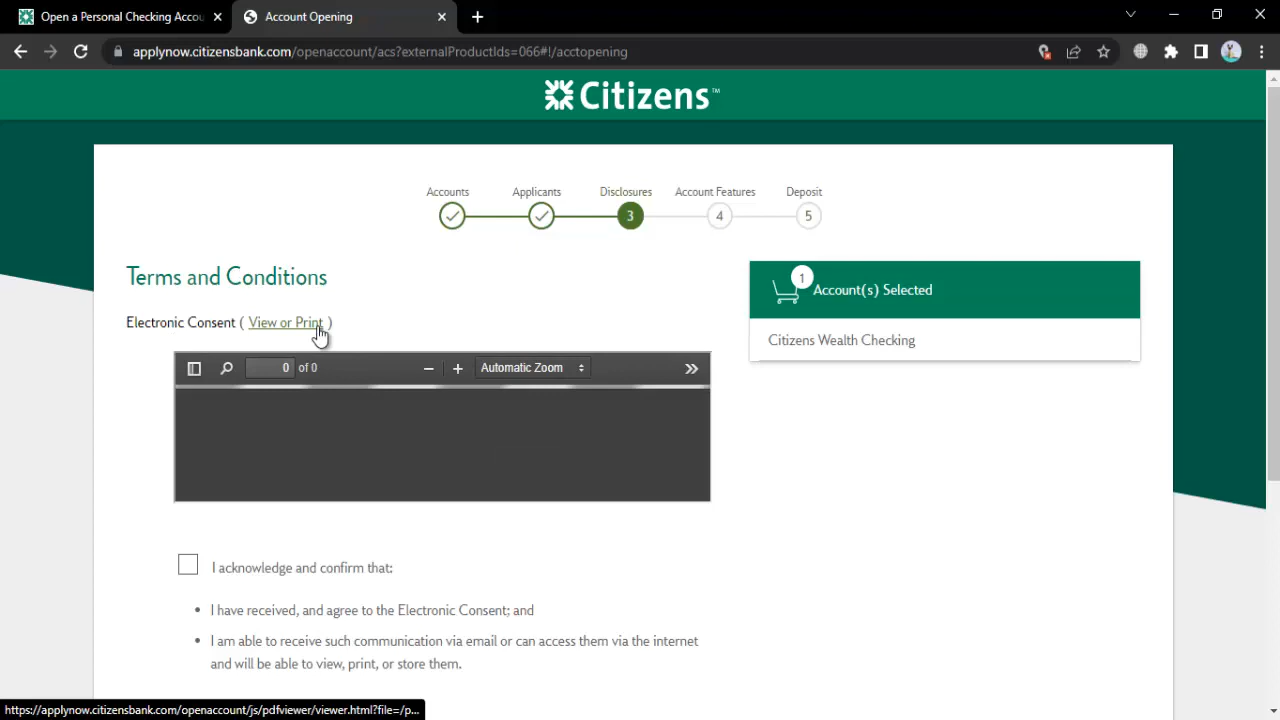 Open a Personal Checking Accou
Account Opening
applynow.citizensbank.com/openaccount/acs?externalProductIds=066#!/acctopening
Citizens™
Accounts
Applicants
Disclosures
Account Features
Deposit
3
4
5
Terms and Conditions
1
Account(s) Selected
Electronic Consent ( View or Print )
Citizens Wealth Checking
0 of 0
Automatic Zoom
I acknowledge and confirm that:
• I have received, and agree to the Electronic Consent; and
• I am able to receive such communication via email or can access them via the internet
and will be able to view, print, or store them.
https://applynow.citizensbank.com/openaccount/js/pdfviewer/viewer.html?file=/p...